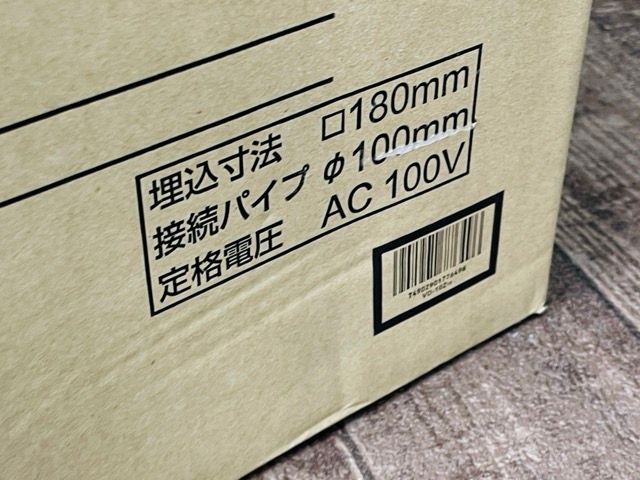 埋込寸法 □180mm
接続パイプ φ100mm
定格電圧 AC 100V